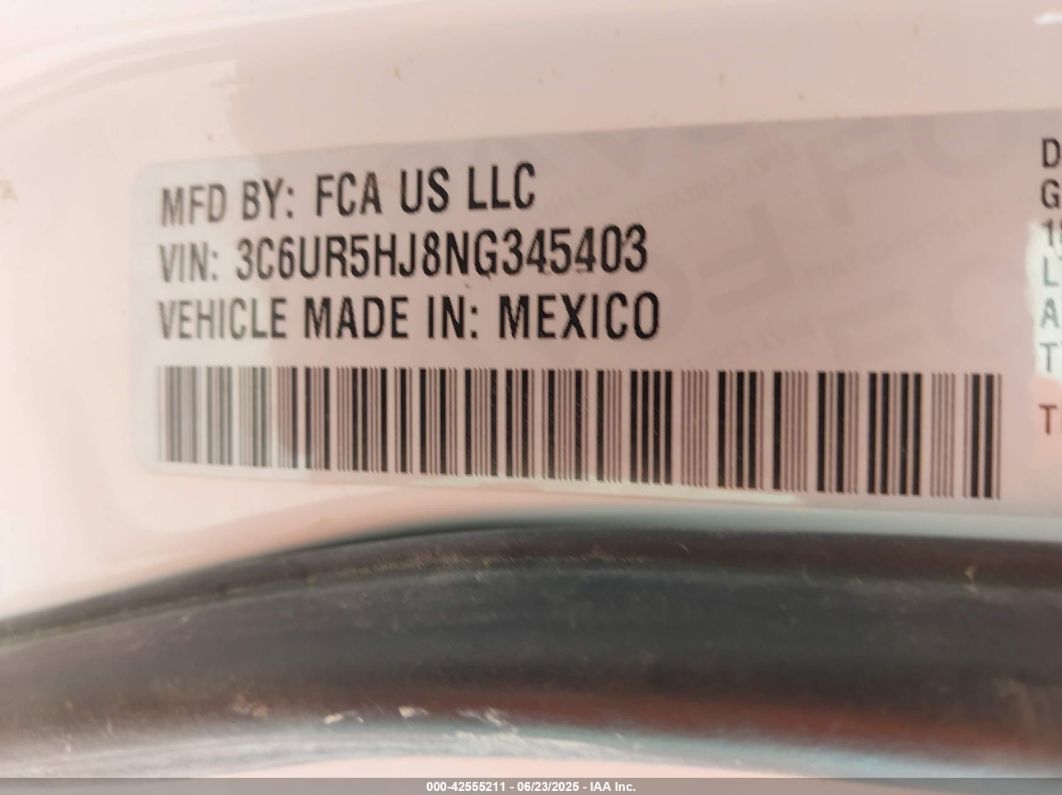 MFD BY: FCA US LLC
VIN: 3C6UR5HJ8NG345403
VEHICLE MADE IN: MEXICO
000-42555211 - 06/23/2025 - IAA Inc.